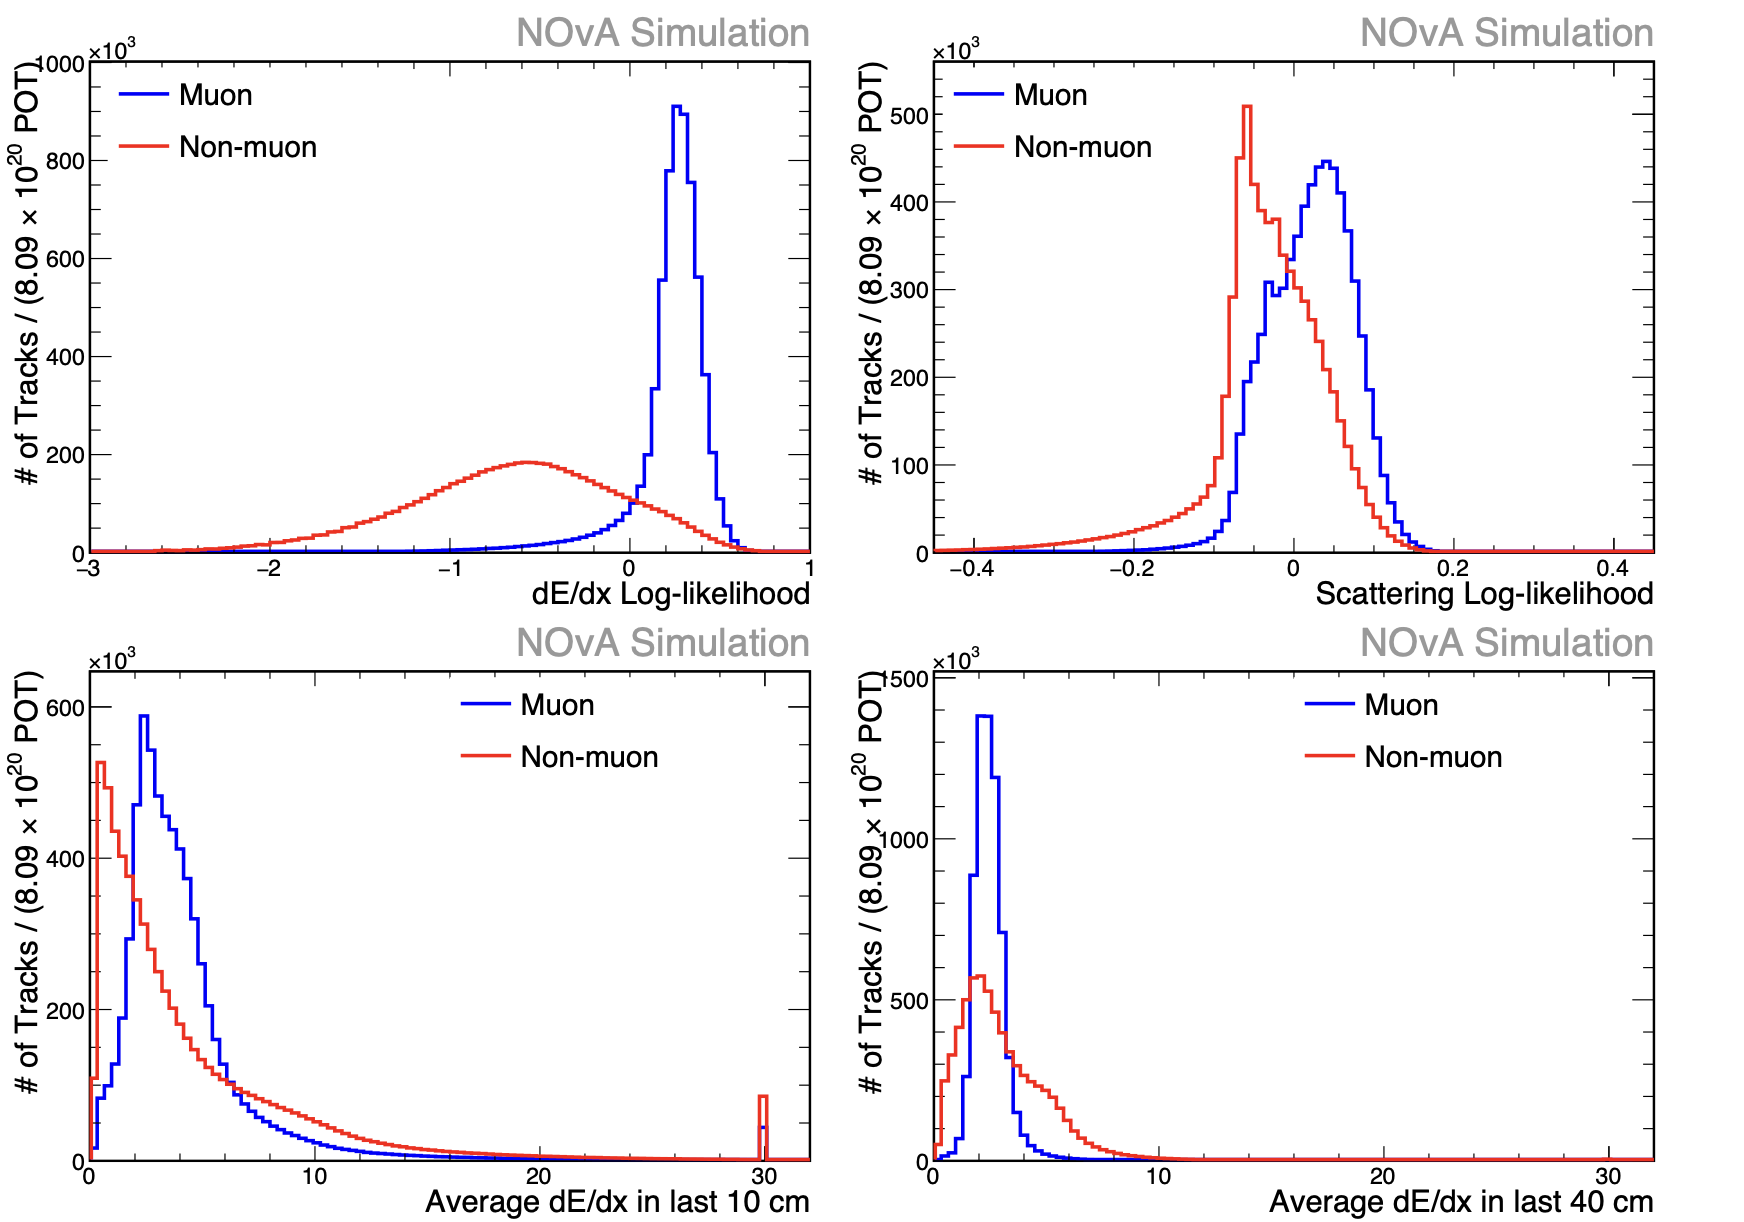 NOvA Simulation
×10³
# of Tracks / (8.09 × 10²⁰ POT)
1000
800
600
400
200
0
Muon
Non-muon
−3 −2 −1 0 1
dE/dx Log-likelihood
NOvA Simulation
×10³
# of Tracks / (8.09 × 10²⁰ POT)
500
400
300
200
100
0
Muon
Non-muon
−0.4 −0.2 0 0.2 0.4
Scattering Log-likelihood
NOvA Simulation
×10³
# of Tracks / (8.09 × 10²⁰ POT)
600
400
200
0
Muon
Non-muon
0 10 20 30
Average dE/dx in last 10 cm
NOvA Simulation
×10³
# of Tracks / (8.09 × 10²⁰ POT)
1500
1000
500
0
Muon
Non-muon
0 10 20 30
Average dE/dx in last 40 cm